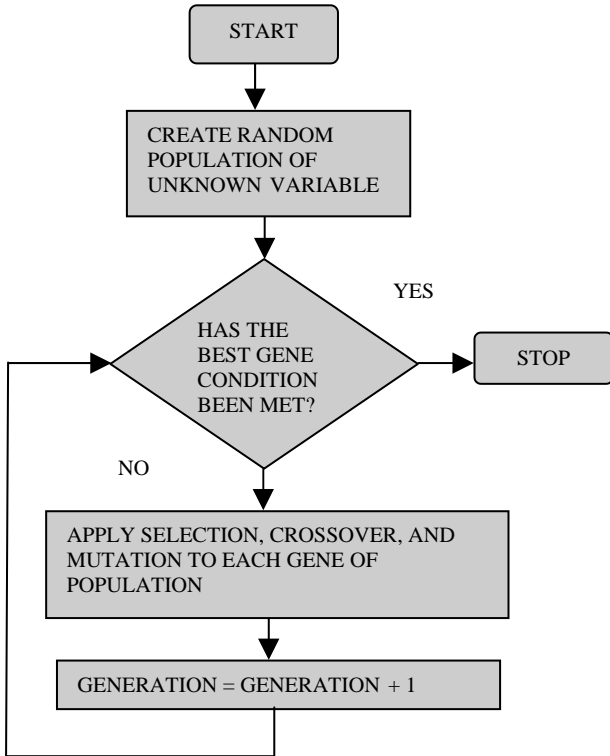 START
CREATE RANDOM
POPULATION OF
UNKNOWN VARIABLE
YES
HAS THE
BEST GENE
CONDITION
BEEN MET?
STOP
NO
APPLY SELECTION, CROSSOVER, AND
MUTATION TO EACH GENE OF
POPULATION
GENERATION = GENERATION + 1